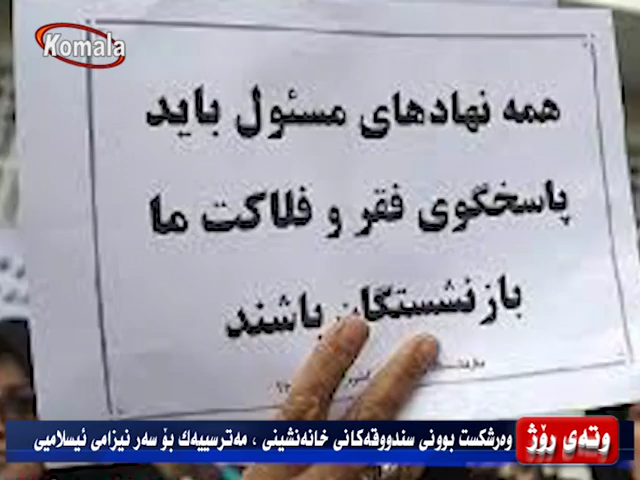 Komala
همه نهادهای مسئول باید
پاسخگوی فقر و فلاکت ما
بازنشستگان باشند
وتەی رۆژ
وەرشکست بوونی سندووقەکانی خانەنشینی ، مەترسییەك بۆ سەر نیزامی ئیسلامیی